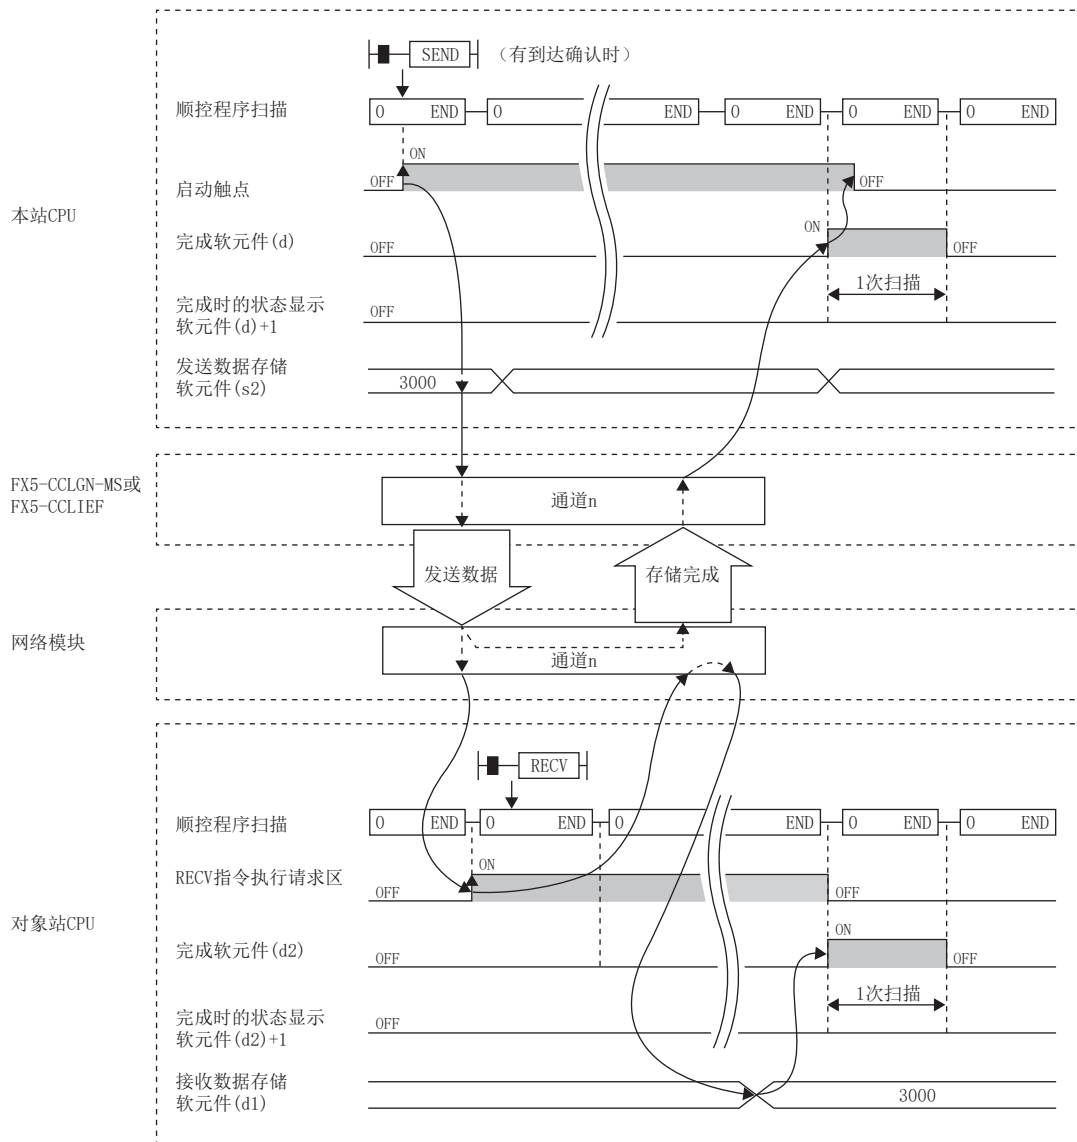 SEND （有到达确认时）
顺控程序扫描 0 END 0 END 0 END 0 END 0 END
ON
启动触点 OFF OFF
本站CPU
ON
完成软元件(d) OFF OFF
1次扫描
完成时的状态显示
软元件(d)+1 OFF
发送数据存储
软元件(s2) 3000
FX5-CCLGN-MS或
FX5-CCLIEF
通道n
发送数据 存储完成
网络模块
通道n
RECV
顺控程序扫描 0 END 0 END 0 END 0 END 0 END
ON
RECV指令执行请求区 OFF OFF
对象站CPU
ON
完成软元件(d2) OFF OFF
1次扫描
完成时的状态显示
软元件(d2)+1 OFF
接收数据存储
软元件(d1) 3000